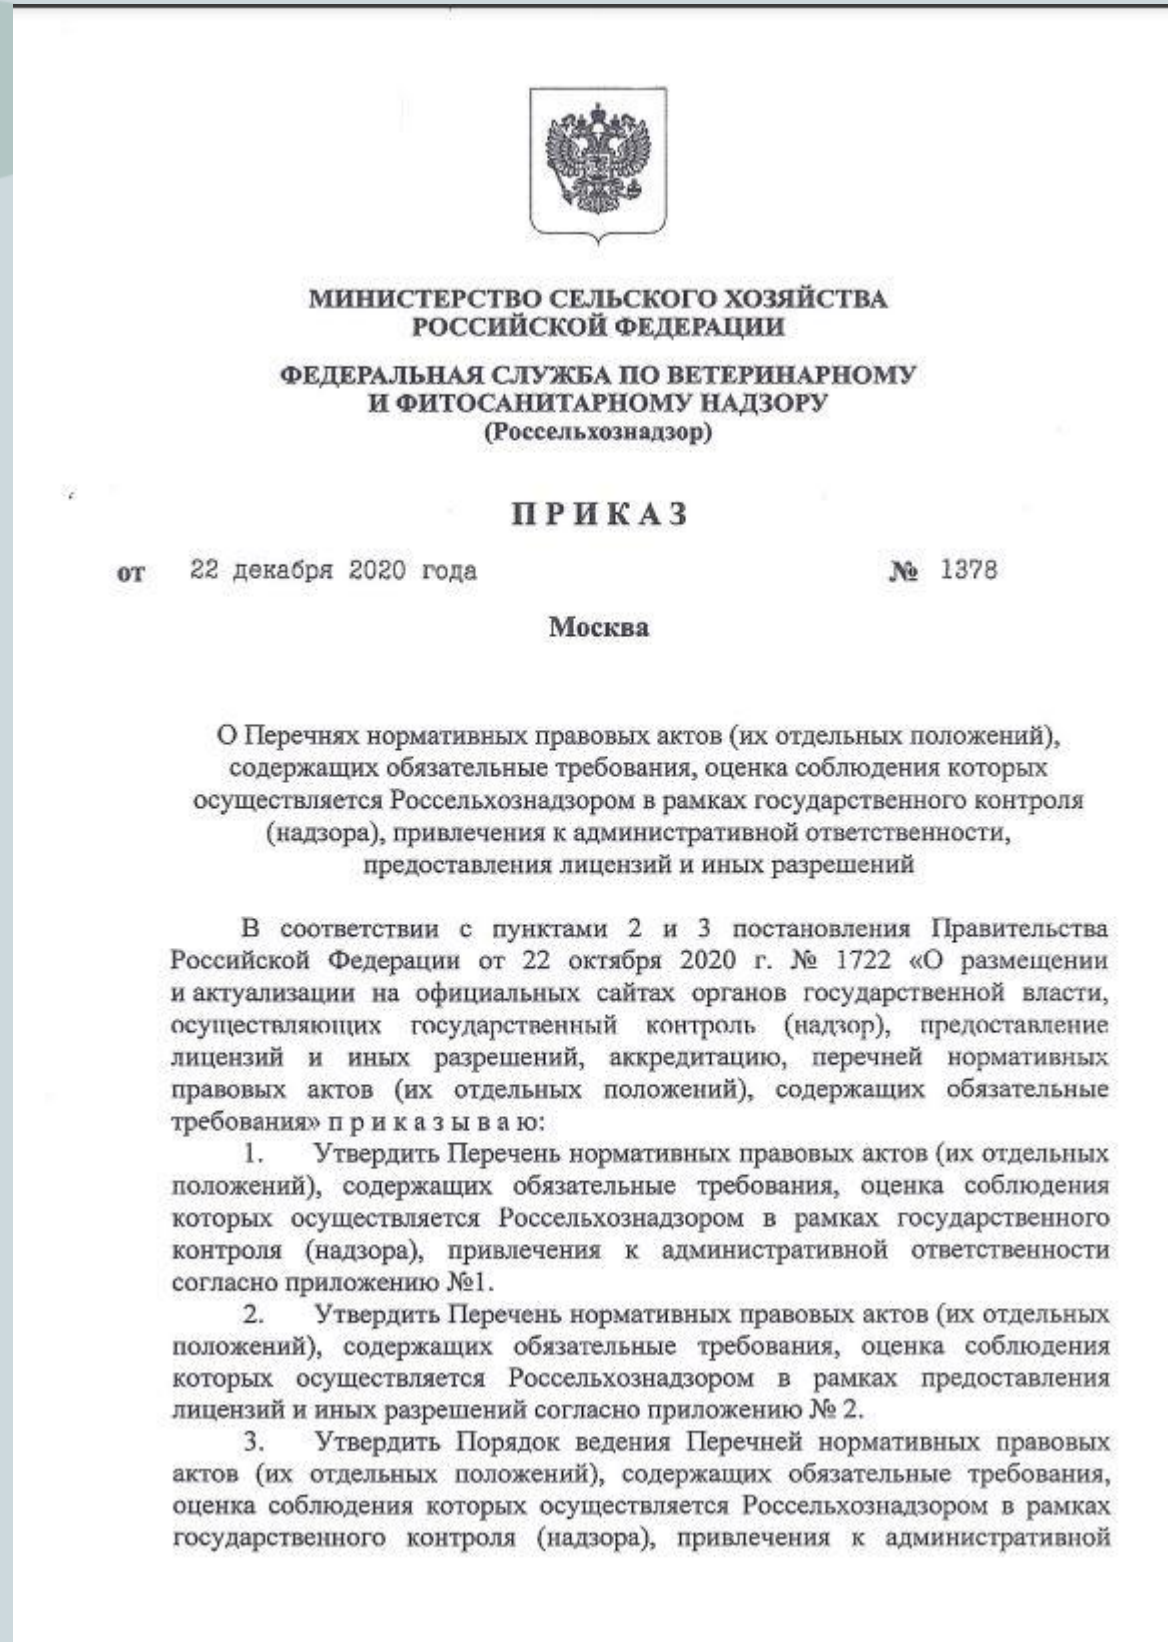 МИНИСТЕРСТВО СЕЛЬСКОГО ХОЗЯЙСТВА
РОССИЙСКОЙ ФЕДЕРАЦИИ
ФЕДЕРАЛЬНАЯ СЛУЖБА ПО ВЕТЕРИНАРНОМУ
И ФИТОСАНИТАРНОМУ НАДЗОРУ
(Россельхознадзор)
П Р И К А З
от 22 декабря 2020 года № 1378
Москва
О Перечнях нормативных правовых актов (их отдельных положений),
содержащих обязательные требования, оценка соблюдения которых
осуществляется Россельхознадзором в рамках государственного контроля
(надзора), привлечения к административной ответственности,
предоставления лицензий и иных разрешений
В соответствии с пунктами 2 и 3 постановления Правительства
Российской Федерации от 22 октября 2020 г. № 1722 «О размещении
и актуализации на официальных сайтах органов государственной власти,
осуществляющих государственный контроль (надзор), предоставление
лицензий и иных разрешений, аккредитацию, перечней нормативных
правовых актов (их отдельных положений), содержащих обязательные
требования» п р и к а з ы в а ю:
1. Утвердить Перечень нормативных правовых актов (их отдельных
положений), содержащих обязательные требования, оценка соблюдения
которых осуществляется Россельхознадзором в рамках государственного
контроля (надзора), привлечения к административной ответственности
согласно приложению №1.
2. Утвердить Перечень нормативных правовых актов (их отдельных
положений), содержащих обязательные требования, оценка соблюдения
которых осуществляется Россельхознадзором в рамках предоставления
лицензий и иных разрешений согласно приложению № 2.
3. Утвердить Порядок ведения Перечней нормативных правовых
актов (их отдельных положений), содержащих обязательные требования,
оценка соблюдения которых осуществляется Россельхознадзором в рамках
государственного контроля (надзора), привлечения к административной